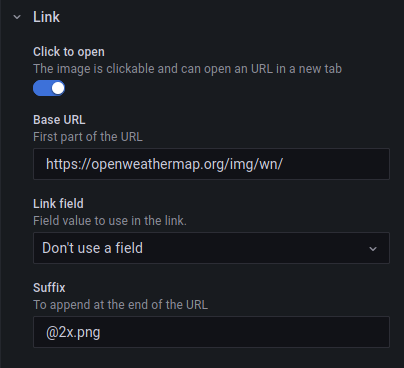 Link
Click to open
The image is clickable and can open an URL in a new tab
Base URL
First part of the URL
https://openweathermap.org/img/wn/
Link field
Field value to use in the link.
Don't use a field
Suffix
To append at the end of the URL
@2x.png